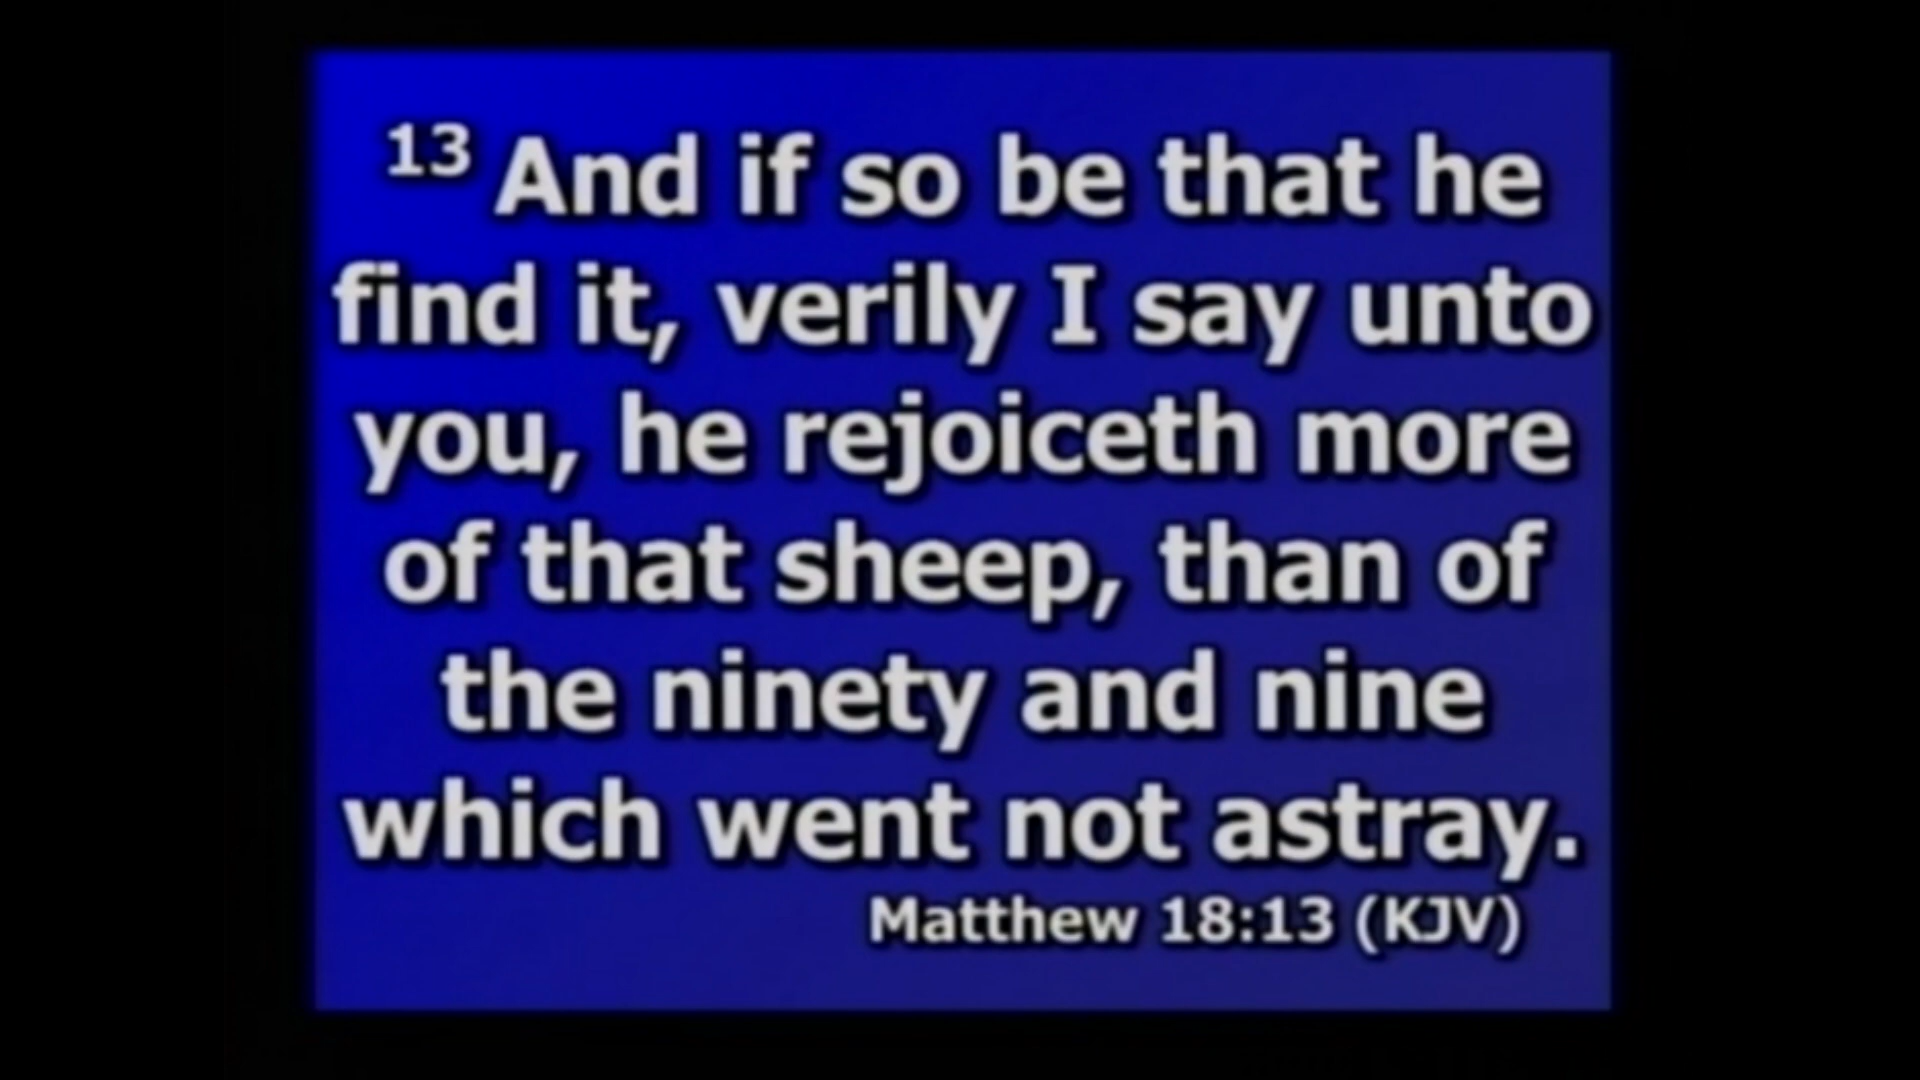 13 And if so be that he
find it, verily I say unto
you, he rejoiceth more
of that sheep, than of
the ninety and nine
which went not astray.
Matthew 18:13 (KJV)